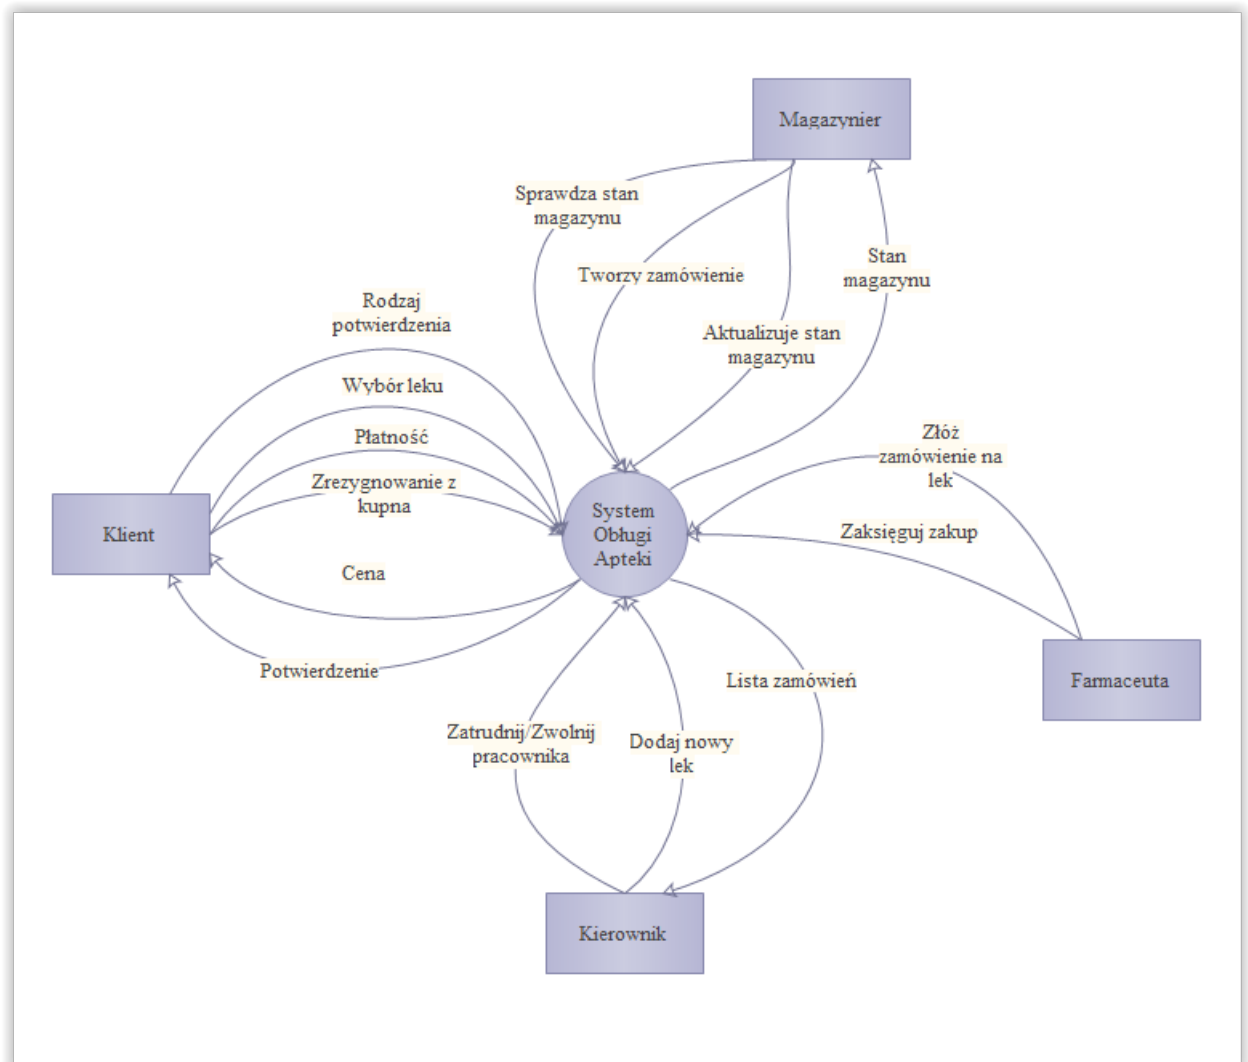 Magazynier
Sprawdza stan
magazynu
Tworzy zamówienie
Stan
magazynu
Aktualizuje stan
magazynu
Rodzaj
potwierdzenia
Wybór leku
Płatność
Zrezygnowanie z
kupna
Klient
System
Obługi
Apteki
Złóż
zamówienie na
lek
Zaksięguj zakup
Cena
Potwierdzenie
Lista zamówień
Farmaceuta
Zatrudnij/Zwolnij
pracownika
Dodaj nowy
lek
Kierownik